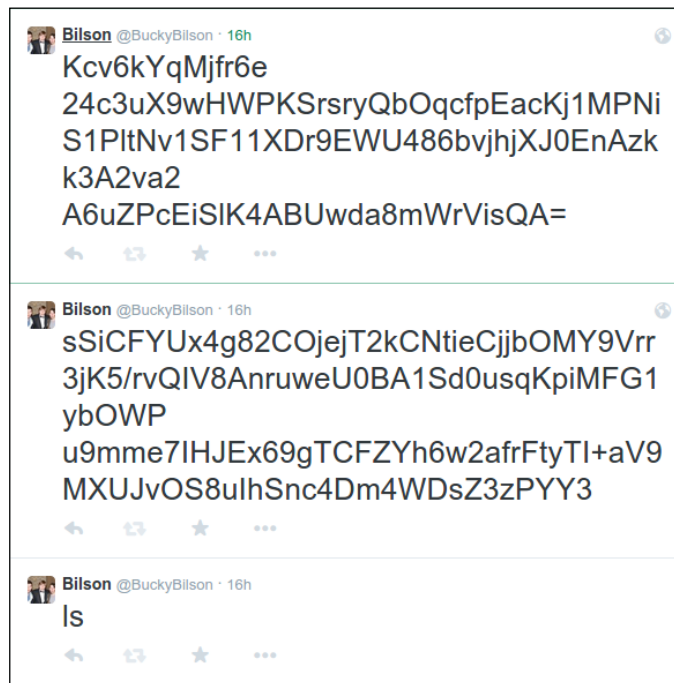 Bilson @BuckyBilson · 16h
Kcv6kYqMjfr6e
24c3uX9wHWPKSrsryQbOqcfpEacKj1MPNi
S1PltNv1SF11XDr9EWU486bvjhjXJ0EnAzk
k3A2va2
A6uZPcEiSlK4ABUwda8mWrVisQA=
Bilson @BuckyBilson · 16h
sSiCFYUx4g82COjejT2kCNtieCjjbOMY9Vrr
3jK5/rvQIV8AnruweU0BA1Sd0usqKpiMFG1
ybOWP
u9mme7IHJEx69gTCFZYh6w2afrFtyTI+aV9
MXUJvOS8uIhSnc4Dm4WDsZ3zPYY3
Bilson @BuckyBilson · 16h
ls